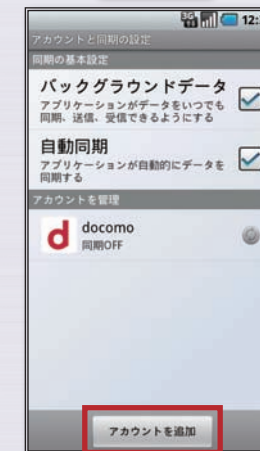 3G
12:
アカウントと同期の設定
同期の基本設定
バックグラウンドデータ
アプリケーションがデータをいつでも
同期、送信、受信できるようにする
自動同期
アプリケーションが自動的にデータを
同期する
アカウントを管理
d
docomo
同期OFF
アカウントを追加